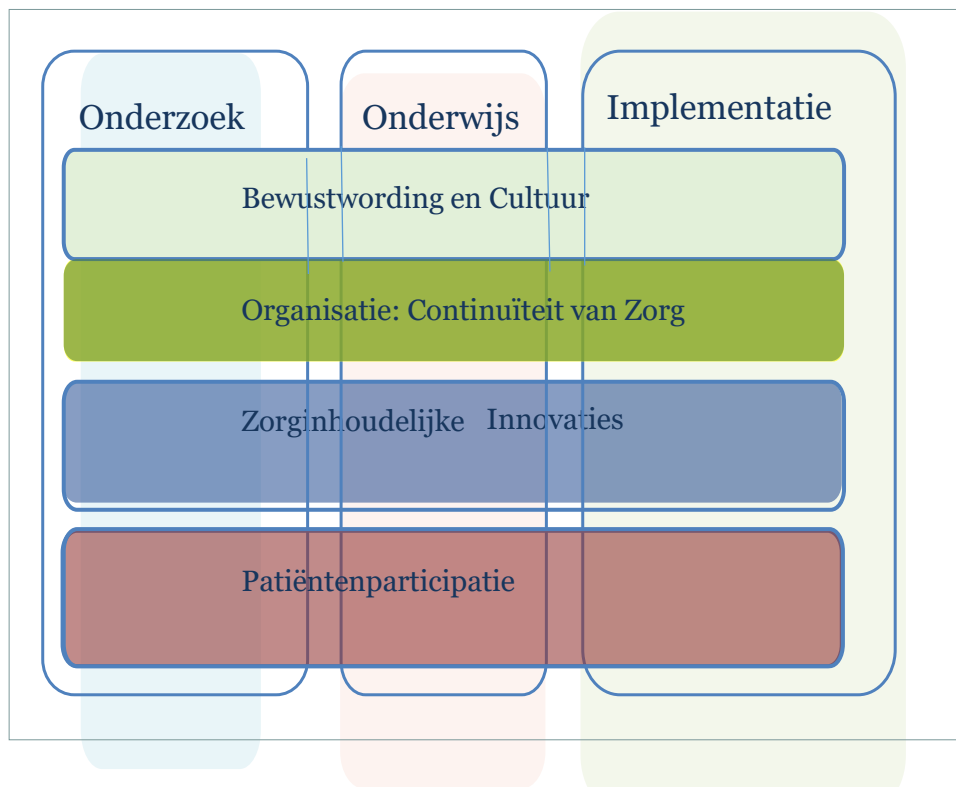 Onderzoek
Onderwijs
Implementatie
Bewustwording en Cultuur
Organisatie: Continuïteit van Zorg
Zorginhoudelijke Innovaties
Patiëntenparticipatie